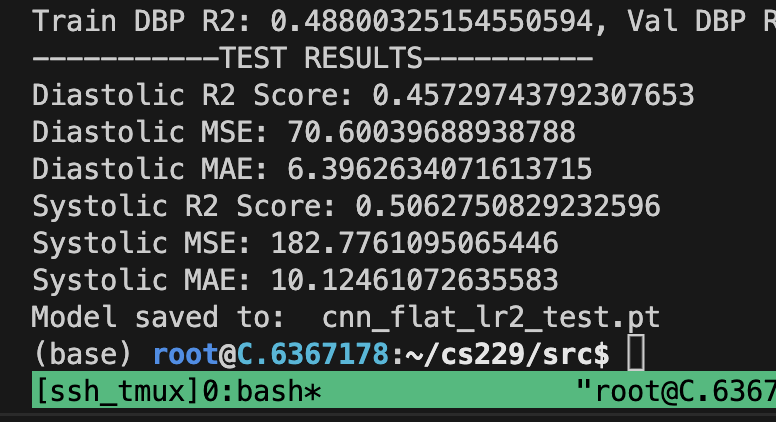 Train DBP R2: 0.48800325154550594, Val DBP R
-----------TEST RESULTS----------
Diastolic R2 Score: 0.45729743792307653
Diastolic MSE: 70.60039688938788
Diastolic MAE: 6.3962634071613715
Systolic R2 Score: 0.5062750829232596
Systolic MSE: 182.7761095065446
Systolic MAE: 10.12461072635583
Model saved to:  cnn_flat_lr2_test.pt
(base) root@C.6367178:~/cs229/src$
[ssh_tmux]0:bash* "root@C.6367